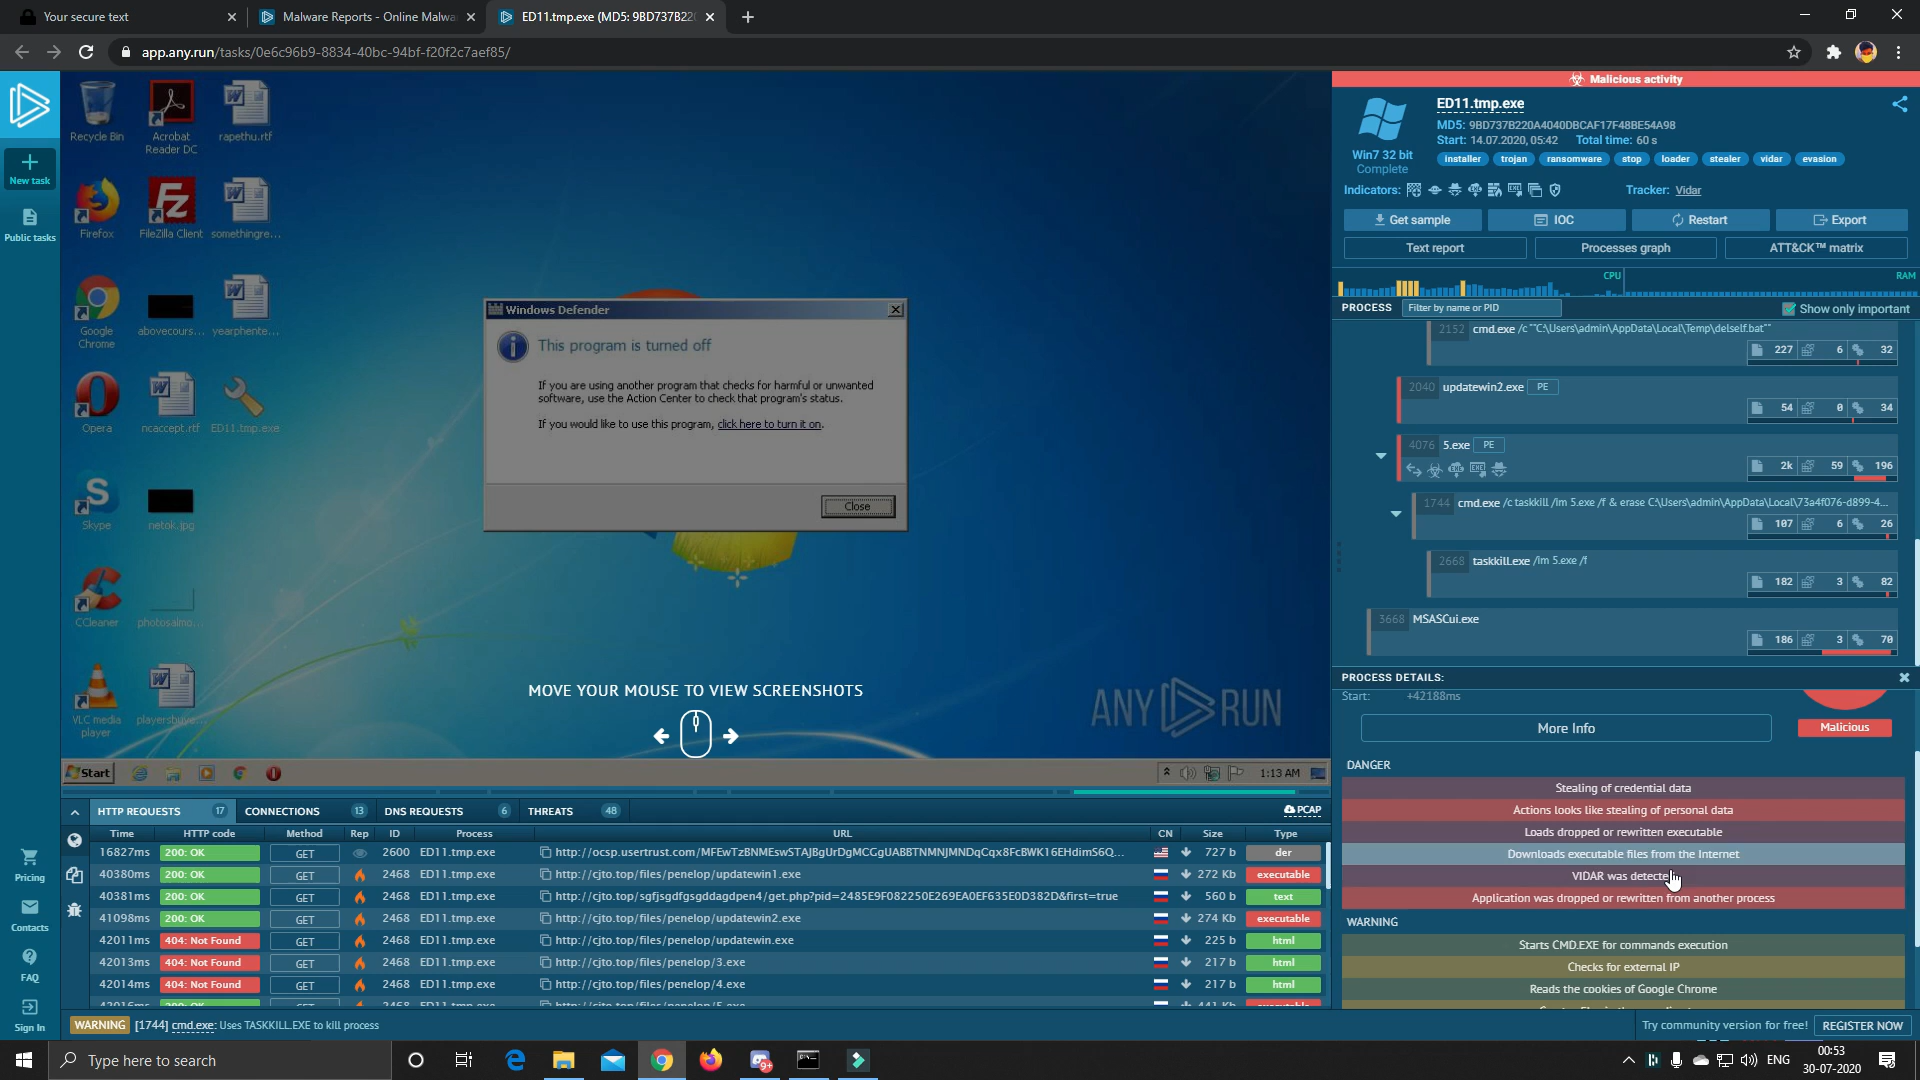 Your secure text
Malware Reports - Online Malwa
ED11.tmp.exe (MD5: 9BD737B22
app.any.run/tasks/0e6c96b9-8834-40bc-94bf-f20f2c7aef85/
New task
Public tasks
Pricing
Contacts
FAQ
Sign In
Recycle Bin
Acrobat Reader DC
rapethu.rtf
Firefox
FileZilla Client
somethingre...
Google Chrome
abovecours...
yearphente...
Opera
ncaccept.rtf
ED11.tmp.exe
Skype
netok.jpg
CCleaner
photosalmo...
VLC media player
Windows Defender
This program is turned off
If you are using another program that checks for harmful or unwanted
software, use the Action Center to check that program's status.
If you would like to use this program, click here to turn it on.
Close
MOVE YOUR MOUSE TO VIEW SCREENSHOTS
ANY RUN
Start
1:13 AM
Malicious activity
ED11.tmp.exe
MD5: 9BD737B220A4040DBCAF17F48BE54A98
Start: 14.07.2020, 05:42 Total time: 60 s
Win7 32 bit
Complete
installer trojan ransomware stop loader stealer vidar evasion
Indicators:
Tracker: Vidar
Get sample
IOC
Restart
Export
Text report
Processes graph
ATT&CK™ matrix
CPU
RAM
PROCESS
Filter by name or PID
Show only important
2152 cmd.exe /c ""C:\Users\admin\AppData\Local\Temp\delself.bat""
227 6 32
2040 updatewin2.exe PE
54 0 34
4076 5.exe PE
2k 59 196
1744 cmd.exe /c taskkill /im 5.exe /f & erase C:\Users\admin\AppData\Local\73a4f076-d899-4...
107 6 26
2668 taskkill.exe /im 5.exe /f
182 3 82
3668 MSASCui.exe
186 3 70
PROCESS DETAILS:
Start: +42188ms
More Info
Malicious
DANGER
Stealing of credential data
Actions looks like stealing of personal data
Loads dropped or rewritten executable
Downloads executable files from the Internet
VIDAR was detecte
Application was dropped or rewritten from another process
WARNING
Starts CMD.EXE for commands execution
Checks for external IP
Reads the cookies of Google Chrome
HTTP REQUESTS 17 CONNECTIONS 13 DNS REQUESTS 6 THREATS 48 PCAP
Time HTTP code Method Rep ID Process URL CN Size Type
16827ms 200: OK GET 2600 ED11.tmp.exe http://ocsp.usertrust.com/MFEwTzBNMEswSTAJBgUrDgMCGgUABBTNMNJMNDqCqx8FcBWK16EHdimS6Q... 727 b der
40380ms 200: OK GET 2468 ED11.tmp.exe http://cjto.top/files/penelop/updatewin1.exe 272 Kb executable
40381ms 200: OK GET 2468 ED11.tmp.exe http://cjto.top/sgfjsgdfgsgddagdpen4/get.php?pid=2485E9F082250E269EA0EF635E0D382D&first=true 560 b text
41098ms 200: OK GET 2468 ED11.tmp.exe http://cjto.top/files/penelop/updatewin2.exe 274 Kb executable
42011ms 404: Not Found GET 2468 ED11.tmp.exe http://cjto.top/files/penelop/updatewin.exe 225 b html
42013ms 404: Not Found GET 2468 ED11.tmp.exe http://cjto.top/files/penelop/3.exe 217 b html
42014ms 404: Not Found GET 2468 ED11.tmp.exe http://cjto.top/files/penelop/4.exe 217 b html
WARNING [1744] cmd.exe: Uses TASKKILL.EXE to kill process
Try community version for free! REGISTER NOW
Type here to search
9+
ENG
00:53
30-07-2020